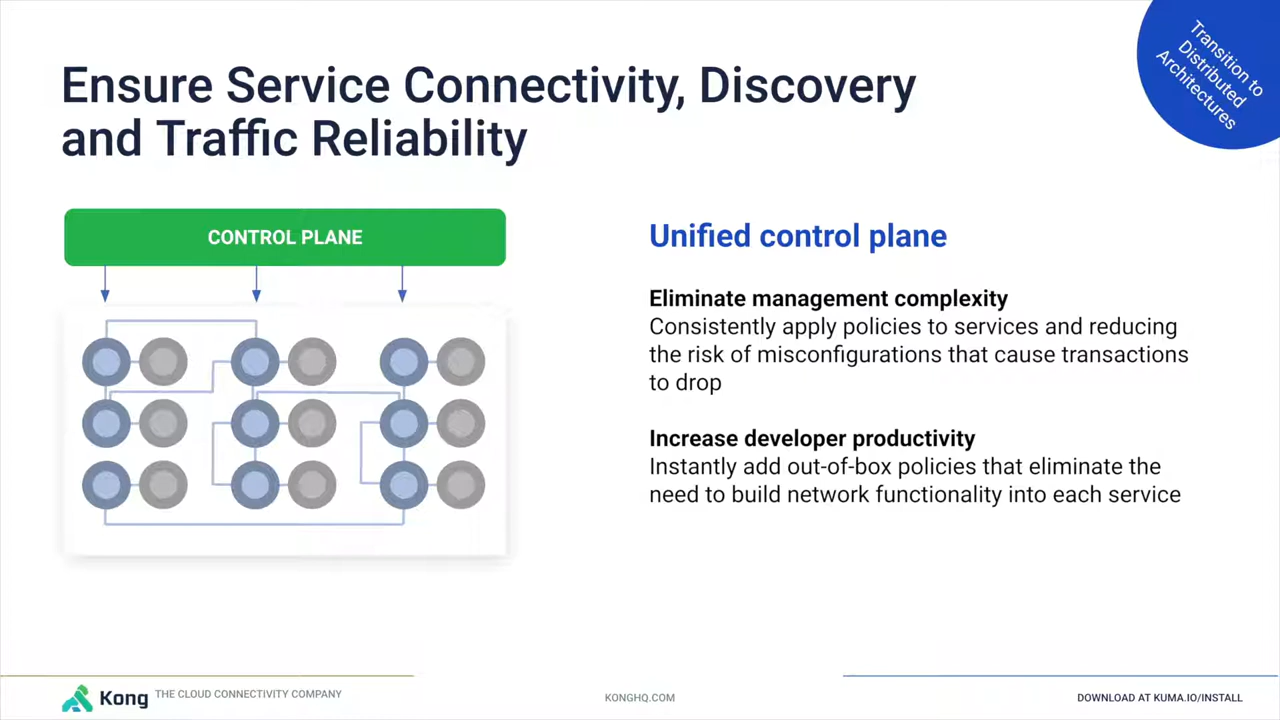 Ensure Service Connectivity, Discovery
and Traffic Reliability
Transition to
Distributed
Architectures
CONTROL PLANE
Unified control plane
Eliminate management complexity
Consistently apply policies to services and reducing
the risk of misconfigurations that cause transactions
to drop
Increase developer productivity
Instantly add out-of-box policies that eliminate the
need to build network functionality into each service
Kong THE CLOUD CONNECTIVITY COMPANY
KONGHQ.COM
DOWNLOAD AT KUMA.IO/INSTALL